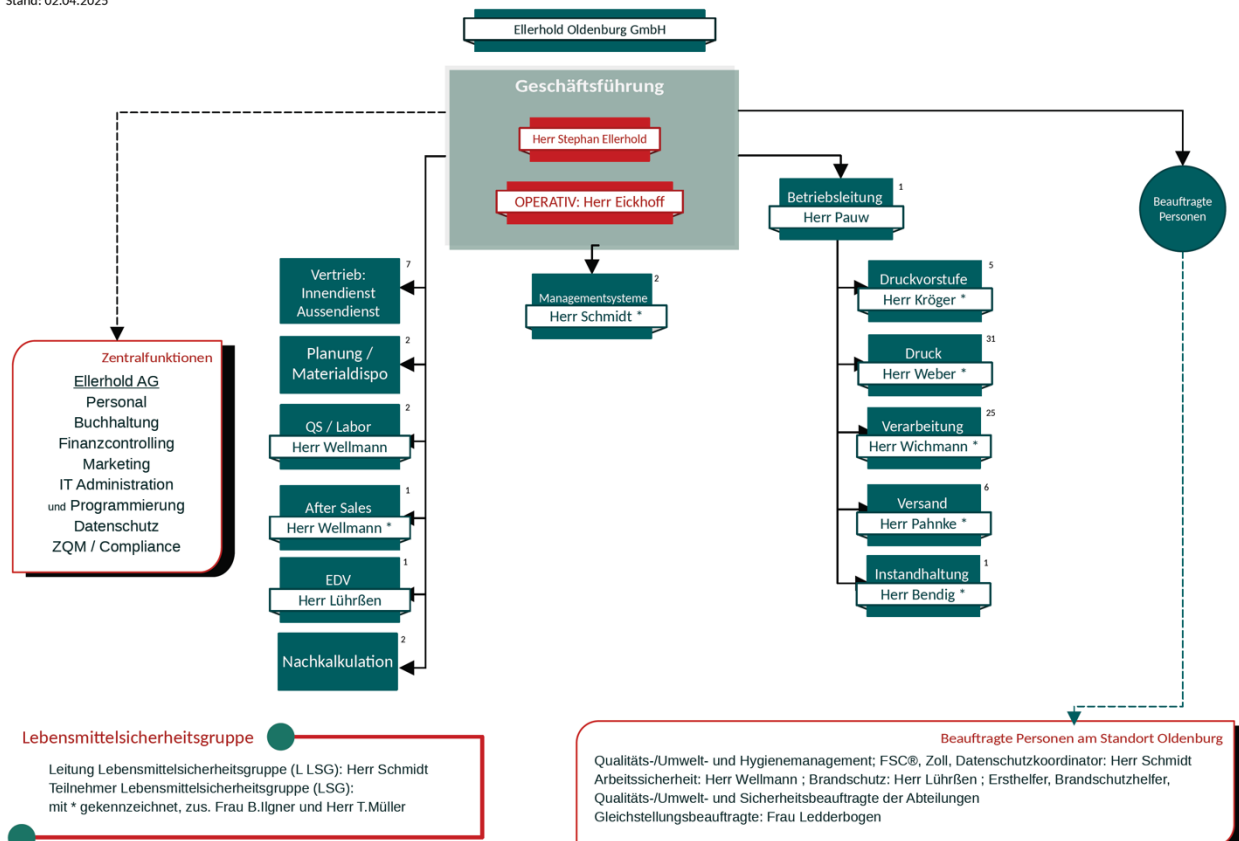 Stand: 02.04.2025
Ellerhold Oldenburg GmbH
Geschäftsführung
Herr Stephan Ellerhold
OPERATIV: Herr Eickhoff
Betriebsleitung
1
Herr Pauw
Beauftragte
Personen
Vertrieb:
Innendienst
Aussendienst
7
Planung /
Materialdispo
2
QS / Labor
2
Herr Wellmann
After Sales
1
Herr Wellmann *
EDV
1
Herr Lührßen
Nachkalkulation
2
Managementsysteme
2
Herr Schmidt *
Druckvorstufe
5
Herr Kröger *
Druck
31
Herr Weber *
Verarbeitung
25
Herr Wichmann *
Versand
6
Herr Pahnke *
Instandhaltung
1
Herr Bendig *
Zentralfunktionen
Ellerhold AG
Personal
Buchhaltung
Finanzcontrolling
Marketing
IT Administration
und Programmierung
Datenschutz
ZQM / Compliance
Lebensmittelsicherheitsgruppe
Leitung Lebensmittelsicherheitsgruppe (L LSG): Herr Schmidt
Teilnehmer Lebensmittelsicherheitsgruppe (LSG):
mit * gekennzeichnet, zus. Frau B.Ilgner und Herr T.Müller
Beauftragte Personen am Standort Oldenburg
Qualitäts-/Umwelt- und Hygienemanagement; FSC®, Zoll, Datenschutzkoordinator: Herr Schmidt
Arbeitssicherheit: Herr Wellmann ; Brandschutz: Herr Lührßen ; Ersthelfer, Brandschutzhelfer,
Qualitäts-/Umwelt- und Sicherheitsbeauftragte der Abteilungen
Gleichstellungsbeauftragte: Frau Ledderbogen